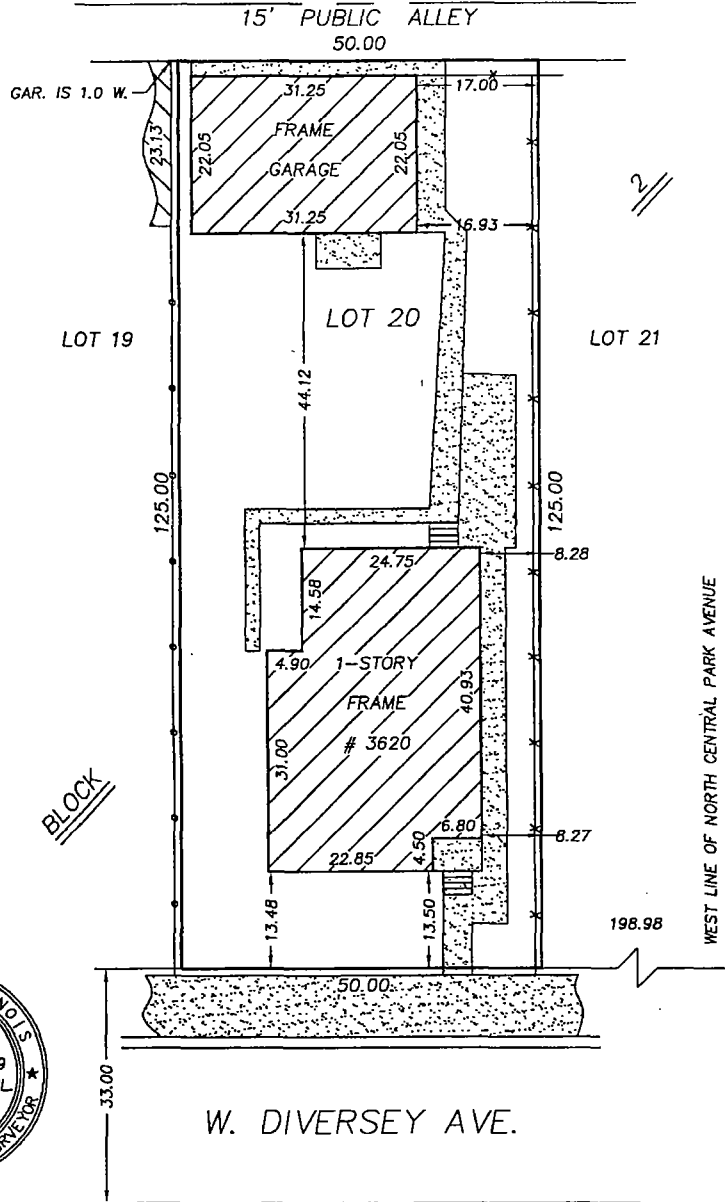 15' PUBLIC ALLEY
50.00
GAR. IS 1.0 W.
23.13
22.05
31.25
FRAME
GARAGE
31.25
22.05
17.00
16.93
2
LOT 19
LOT 20
LOT 21
44.12
125.00
125.00
8.28
24.75
14.58
4.90
1-STORY
FRAME
# 3620
40.93
31.00
6.80
4.50
22.85
8.27
BLOCK
13.48
13.50
198.98
WEST LINE OF NORTH CENTRAL PARK AVENUE
50.00
33.00
W. DIVERSEY AVE.